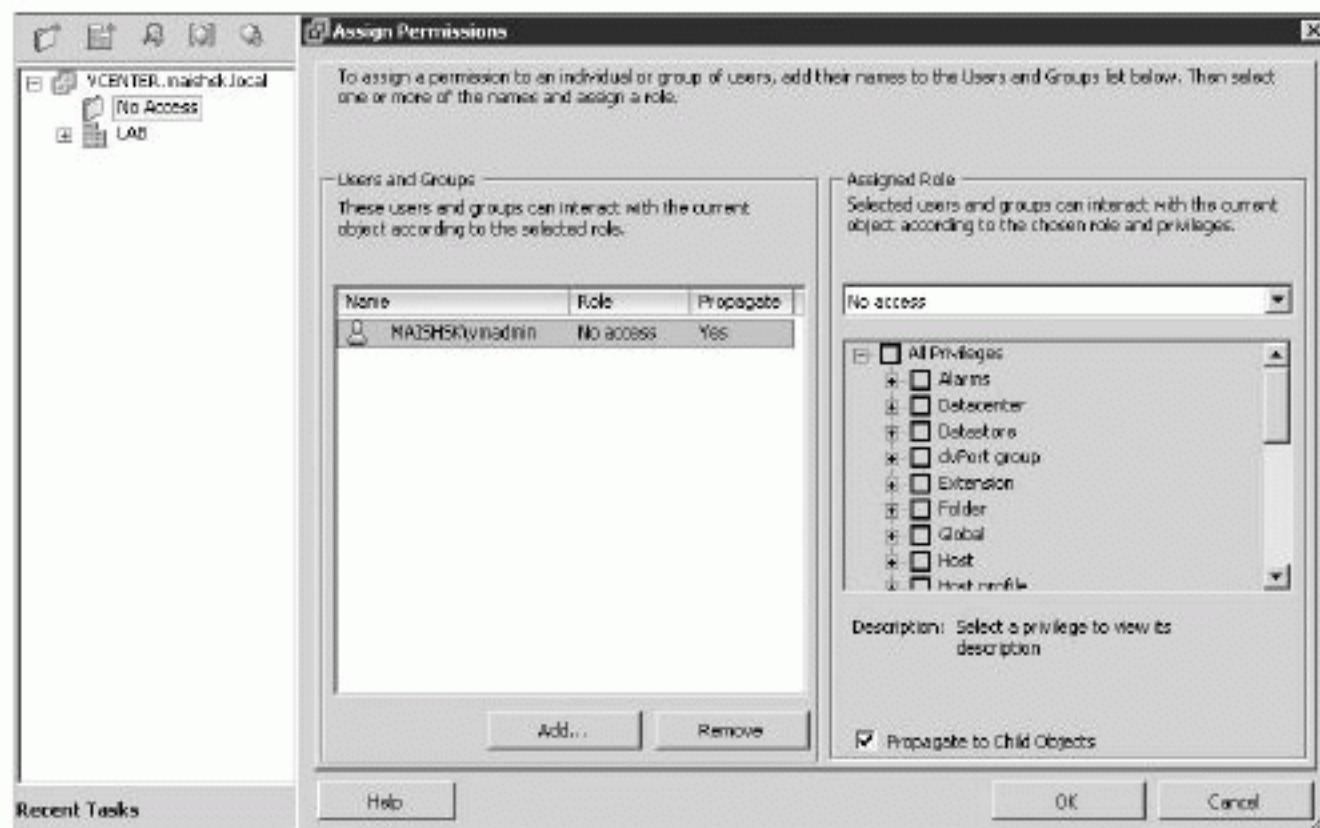 Assign Permissions
VCENTER.maishsk.local
No Access
LAB
To assign a permission to an individual or group of users, add their names to the Users and Groups list below. Then select
one or more of the names and assign a role.
Users and Groups
These users and groups can interact with the current
object according to the selected role.
Name Role Propagate
MAISHSK\vmadmin No access Yes
Add...
Remove
Assigned Role
Selected users and groups can interact with the current
object according to the chosen role and privileges.
No access
All Privileges
Alarms
Datacenter
Datastore
dvPort group
Extension
Folder
Global
Host
Host profile
Description: Select a privilege to view its
description
Propagate to Child Objects
Recent Tasks
Help
OK
Cancel